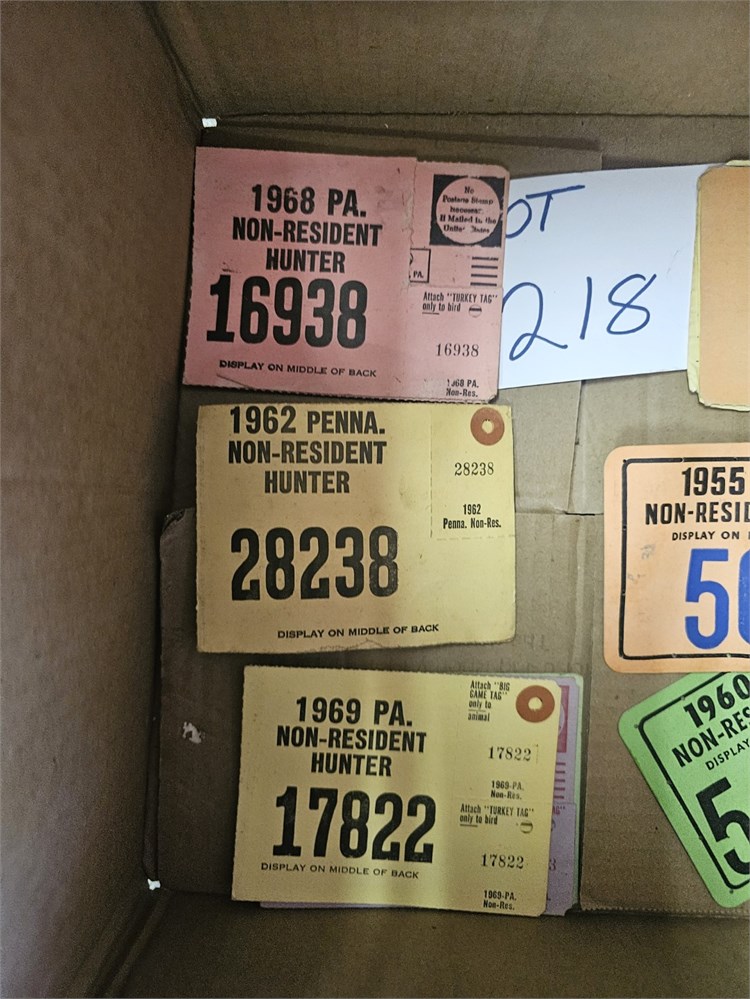 1968 PA.
NON-RESIDENT
HUNTER
16938
DISPLAY ON MIDDLE OF BACK
No
Postage Stamp
Necessary
If Mailed in the
United States
PA.
Attach "TURKEY TAG"
only to bird
16938
1968 PA.
Non-Res.
OT
218
1962 PENNA.
NON-RESIDENT
HUNTER
28238
DISPLAY ON MIDDLE OF BACK
28238
1962
Penna. Non-Res.
1955
NON-RESID
DISPLAY ON
5
1969 PA.
NON-RESIDENT
HUNTER
17822
DISPLAY ON MIDDLE OF BACK
Attach "BIG
GAME TAG"
only to
animal
17822
1969-PA.
Non-Res.
Attach "TURKEY TAG"
only to bird
17822
1969-PA.
Non-Res.
AG"
3
1960
NON-RES
DISPLAY
5